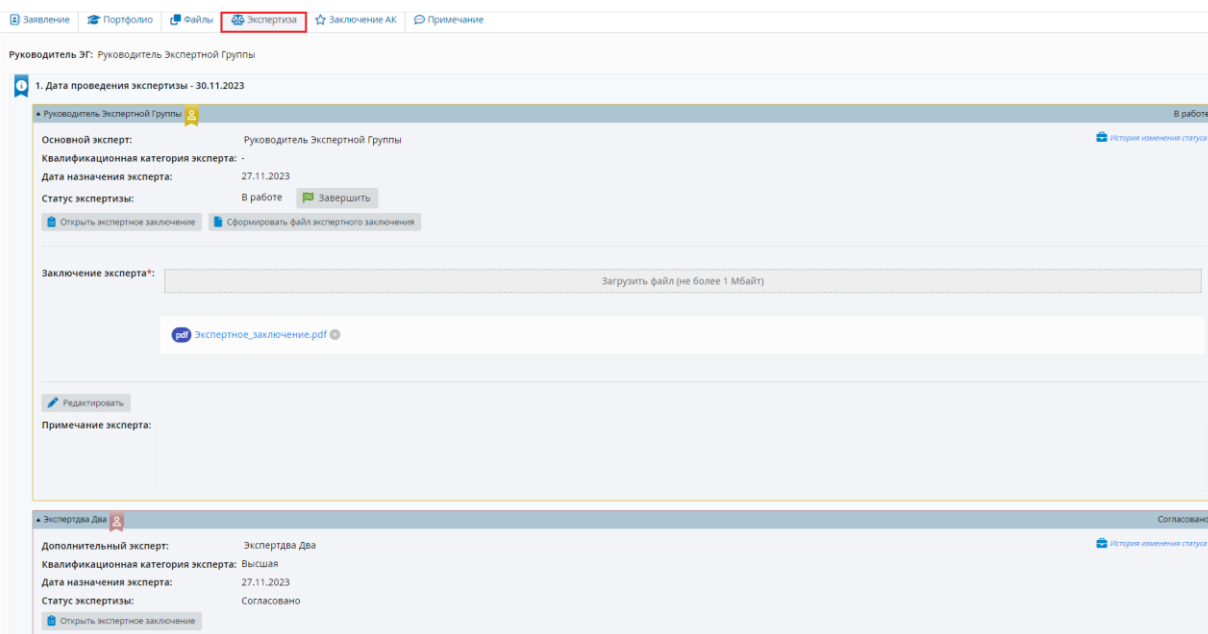 Заявление Портфолио Файлы Экспертиза Заключение АК Примечание
Руководитель ЭГ: Руководитель Экспертной Группы
1. Дата проведения экспертизы - 30.11.2023
Руководитель Экспертной Группы В работе
Основной эксперт: Руководитель Экспертной Группы История изменения статуса
Квалификационная категория эксперта: -
Дата назначения эксперта: 27.11.2023
Статус экспертизы: В работе Завершить
Открыть экспертное заключение Сформировать файл экспертного заключения
Заключение эксперта*: Загрузить файл (не более 1 Мбайт)
pdf Экспертное_заключение.pdf
Редактировать
Примечание эксперта:
Экспертдва Два Согласовано
Дополнительный эксперт: Экспертдва Два История изменения статуса
Квалификационная категория эксперта: Высшая
Дата назначения эксперта: 27.11.2023
Статус экспертизы: Согласовано
Открыть экспертное заключение